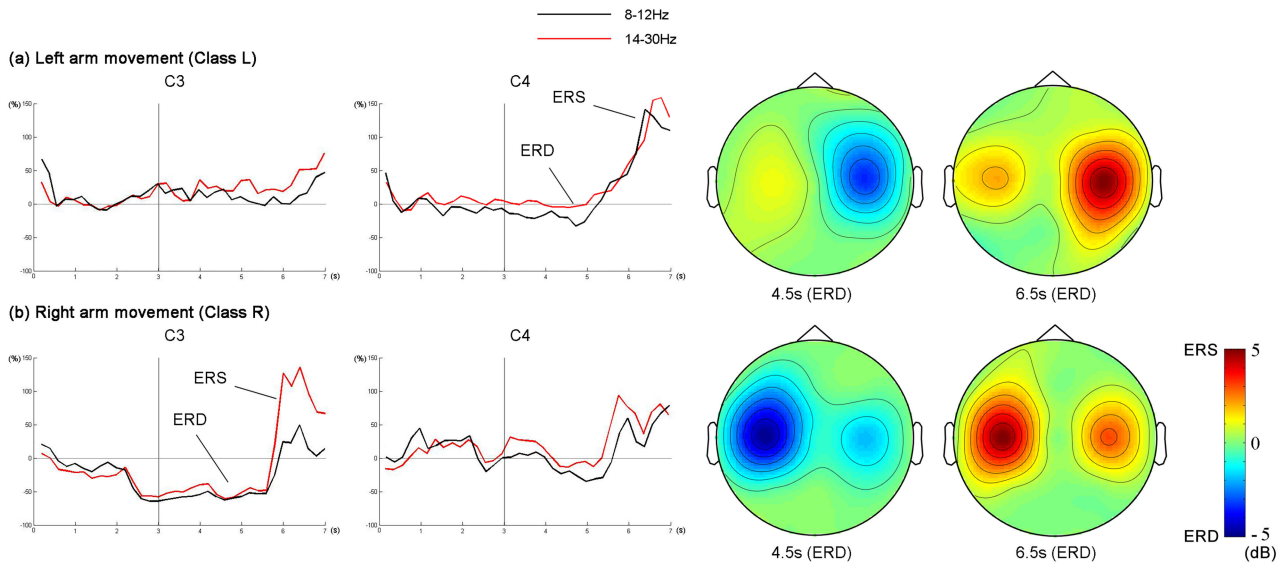 8-12Hz
14-30Hz
(a) Left arm movement (Class L)
C3
C4
(%)
150
100
50
0
-50
-100
0 1 2 3 4 5 6 7 (s)
(%)
150
100
50
0
-50
-100
0 1 2 3 4 5 6 7 (s)
ERS
ERD
4.5s (ERD)
6.5s (ERD)
(b) Right arm movement (Class R)
C3
C4
(%)
150
100
50
0
-50
-100
0 1 2 3 4 5 6 7 (s)
ERS
ERD
(%)
150
100
50
0
-50
-100
0 1 2 3 4 5 6 7 (s)
4.5s (ERD)
6.5s (ERD)
ERS 5
0
ERD -5
(dB)